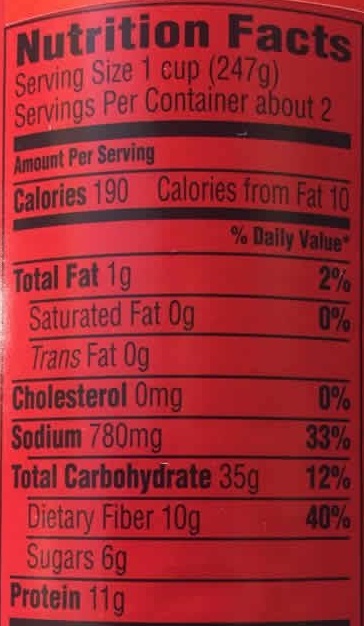 Nutrition Facts
Serving Size 1 cup (247g)
Servings Per Container about 2
Amount Per Serving
Calories 190 Calories from Fat 10
% Daily Value*
Total Fat 1g 2%
Saturated Fat 0g 0%
Trans Fat 0g
Cholesterol 0mg 0%
Sodium 780mg 33%
Total Carbohydrate 35g 12%
Dietary Fiber 10g 40%
Sugars 6g
Protein 11g